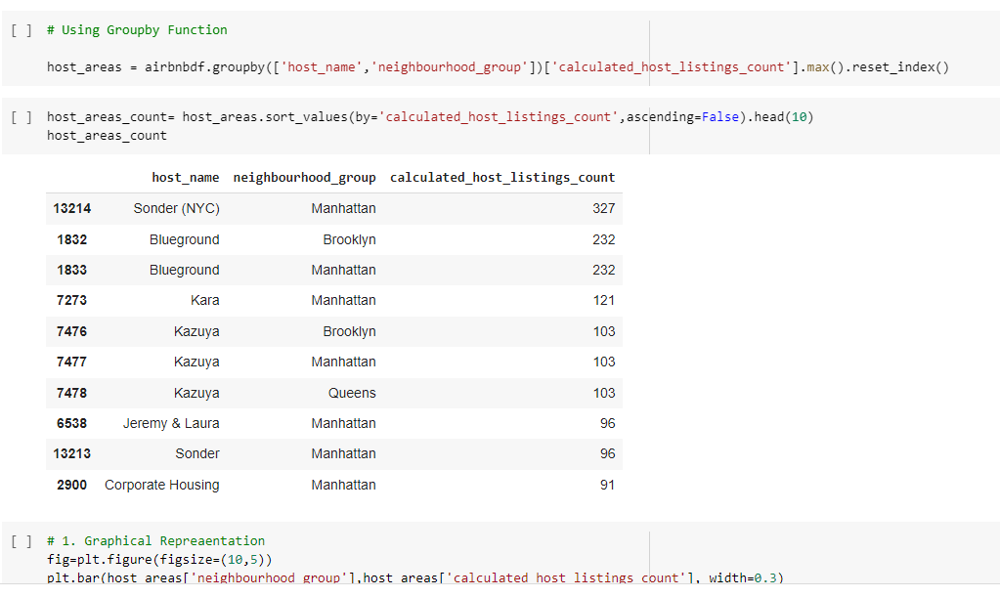 [ ] # Using Groupby Function
host_areas = airbnbdf.groupby(['host_name','neighbourhood_group'])['calculated_host_listings_count'].max().reset_index()
[ ] host_areas_count= host_areas.sort_values(by='calculated_host_listings_count',ascending=False).head(10)
host_areas_count
host_name neighbourhood_group calculated_host_listings_count
13214 Sonder (NYC) Manhattan 327
1832 Blueground Brooklyn 232
1833 Blueground Manhattan 232
7273 Kara Manhattan 121
7476 Kazuya Brooklyn 103
7477 Kazuya Manhattan 103
7478 Kazuya Queens 103
6538 Jeremy & Laura Manhattan 96
13213 Sonder Manhattan 96
2900 Corporate Housing Manhattan 91
[ ] # 1. Graphical Repreaentation
fig=plt.figure(figsize=(10,5))
plt.bar(host_areas['neighbourhood_group'],host_areas['calculated_host_listings_count'], width=0.3)